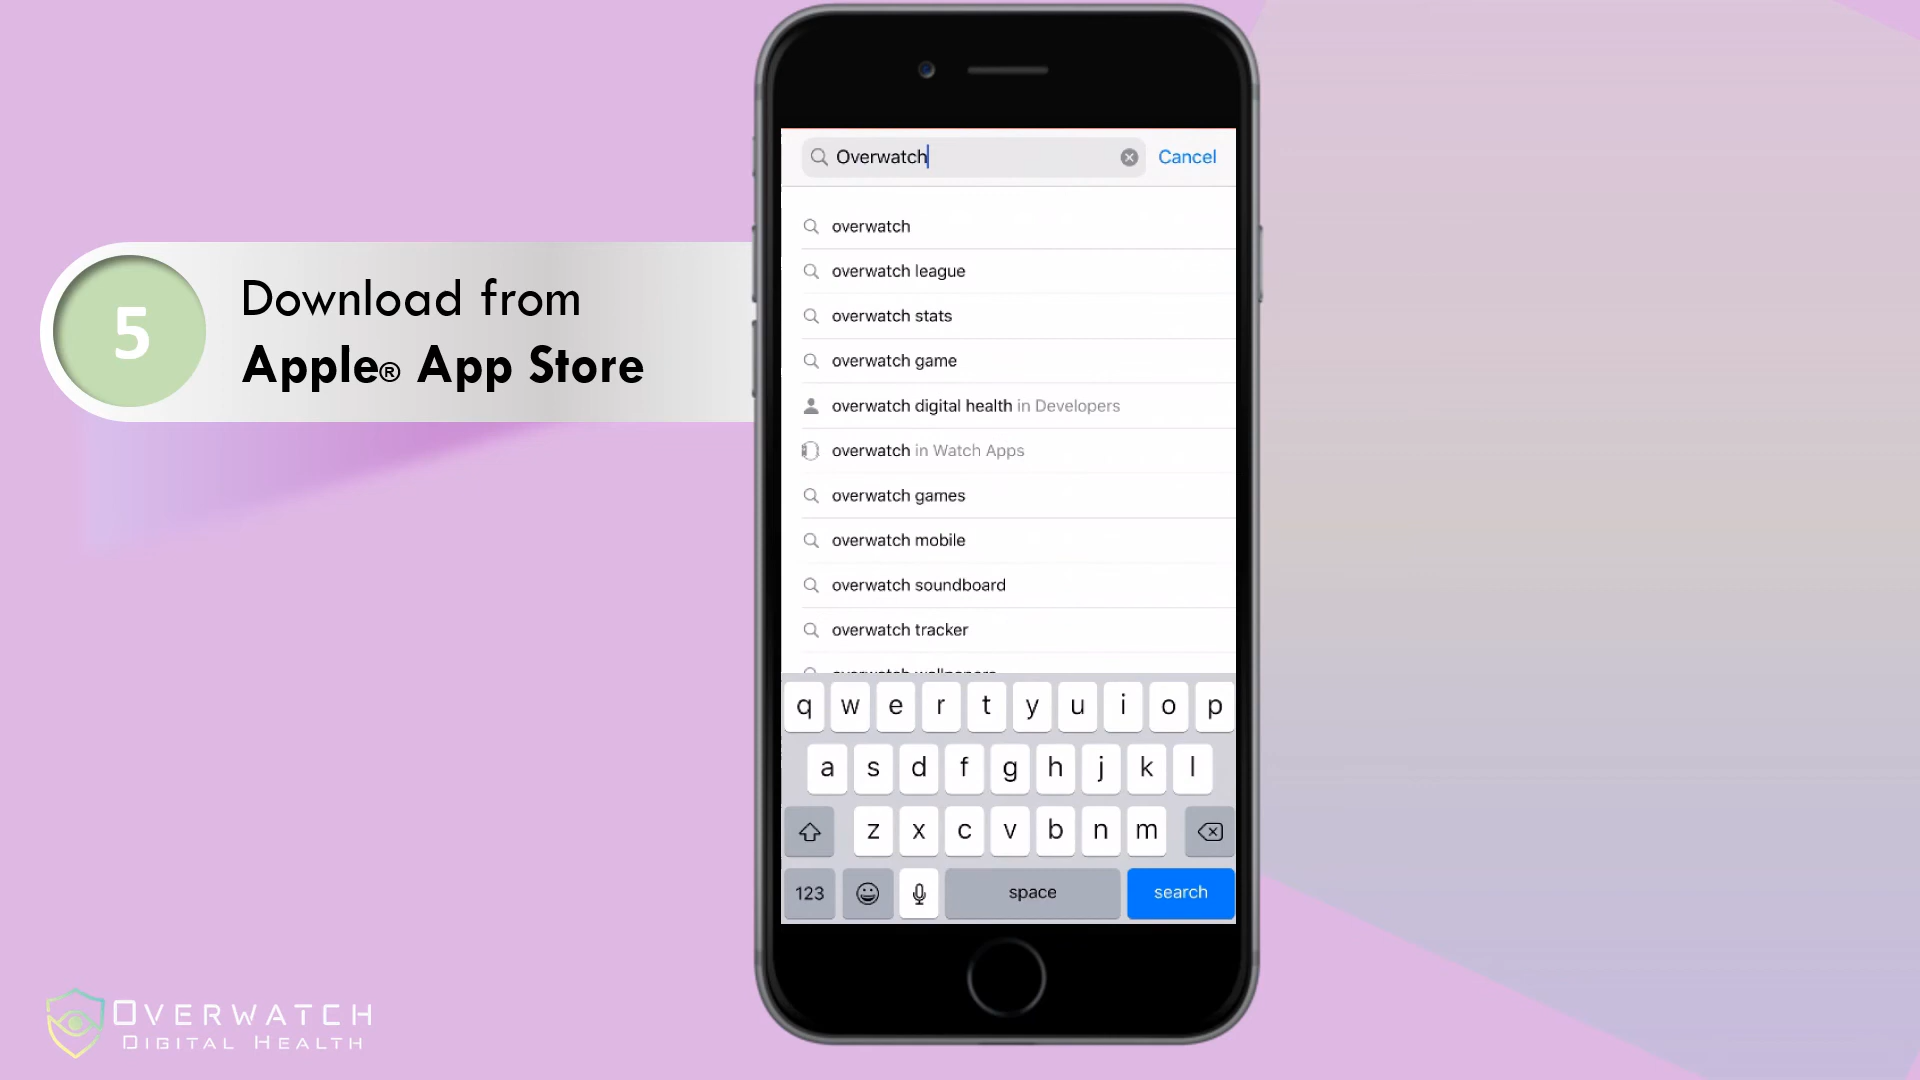 5
Download from
Apple® App Store
Overwatch
Cancel
overwatch
overwatch league
overwatch stats
overwatch game
overwatch digital health in Developers
overwatch in Watch Apps
overwatch games
overwatch mobile
overwatch soundboard
overwatch tracker
overwatch wallpapers
q w e r t y u i o p
a s d f g h j k l
z x c v b n m
123 space search
OVERWATCH
DIGITAL HEALTH